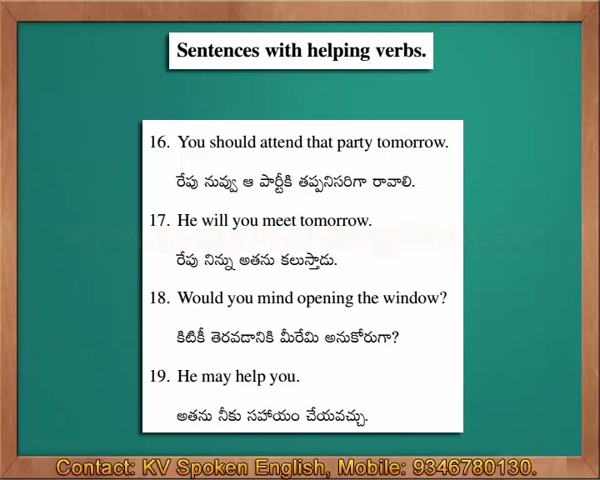 Sentences with helping verbs.
16. You should attend that party tomorrow.
రేపు నువ్వు ఆ పార్టీకి తప్పనిసరిగా రావాలి.
17. He will you meet tomorrow.
రేపు నిన్ను అతను కలుస్తాడు.
18. Would you mind opening the window?
కిటికీ తెరవడానికి మీరేమి అనుకోరుగా?
19. He may help you.
అతను నీకు సహాయం చేయవచ్చు.
Contact: KV Spoken English, Mobile: 9346780130.